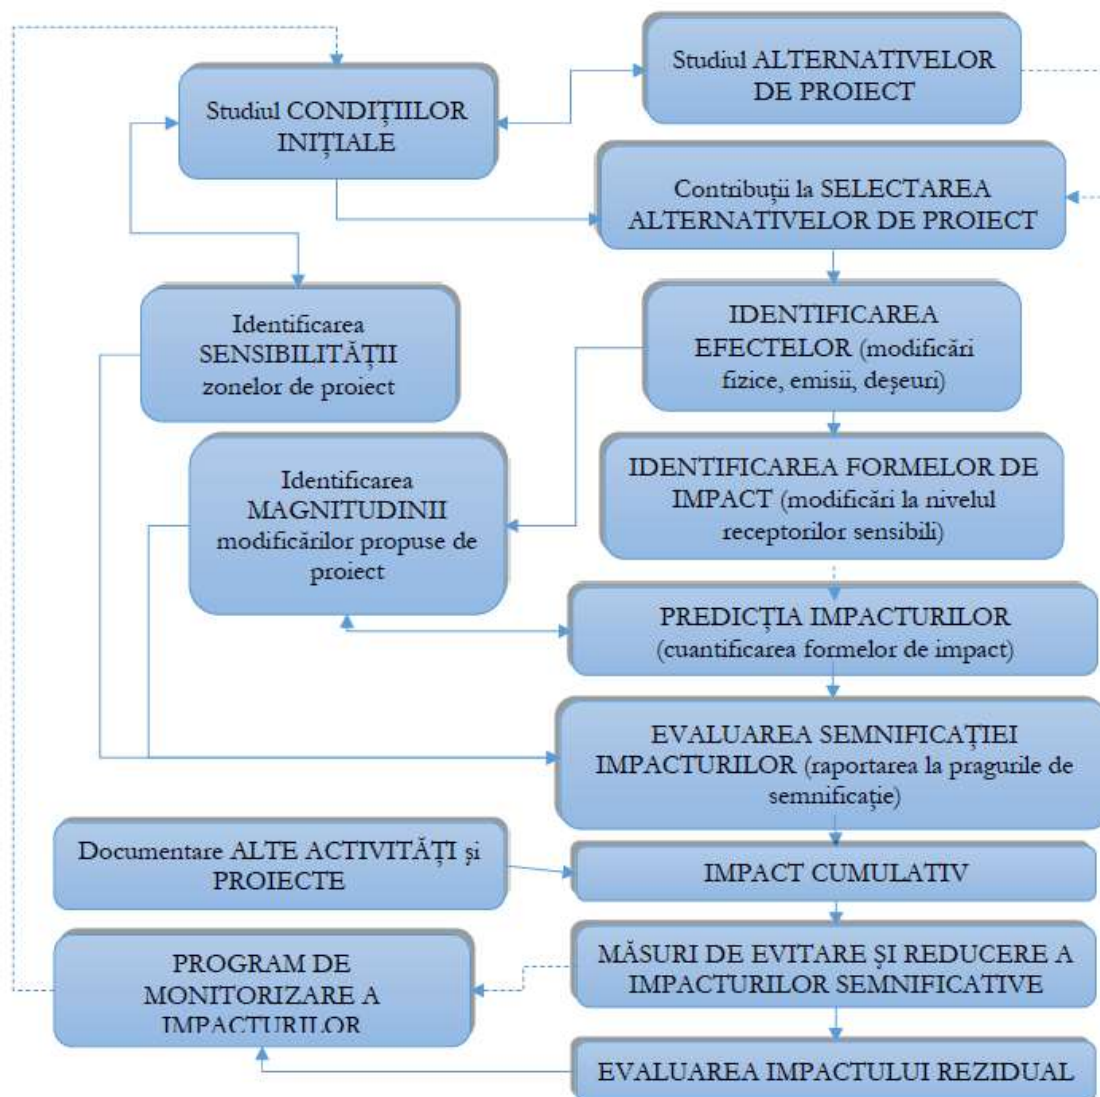 Studiul ALTERNATIVELOR
DE PROIECT
Studiul CONDIȚIILOR
INIȚIALE
Contribuții la SELECTAREA
ALTERNATIVELOR DE PROIECT
Identificarea
SENSIBILITĂȚII
zonelor de proiect
IDENTIFICAREA
EFECTELOR (modificări
fizice, emisii, deșeuri)
IDENTIFICAREA FORMELOR DE
IMPACT (modificări la nivelul
receptorilor sensibili)
Identificarea
MAGNITUDINII
modificărilor propuse de
proiect
PREDICȚIA IMPACTURILOR
(cuantificarea formelor de impact)
EVALUAREA SEMNIFICAȚIEI
IMPACTURILOR (raportarea la pragurile de
semnificație)
Documentare ALTE ACTIVITĂȚI și
PROIECTE
IMPACT CUMULATIV
MĂSURI DE EVITARE ȘI REDUCERE A
IMPACTURILOR SEMNIFICATIVE
PROGRAM DE
MONITORIZARE A
IMPACTURILOR
EVALUAREA IMPACTULUI REZIDUAL